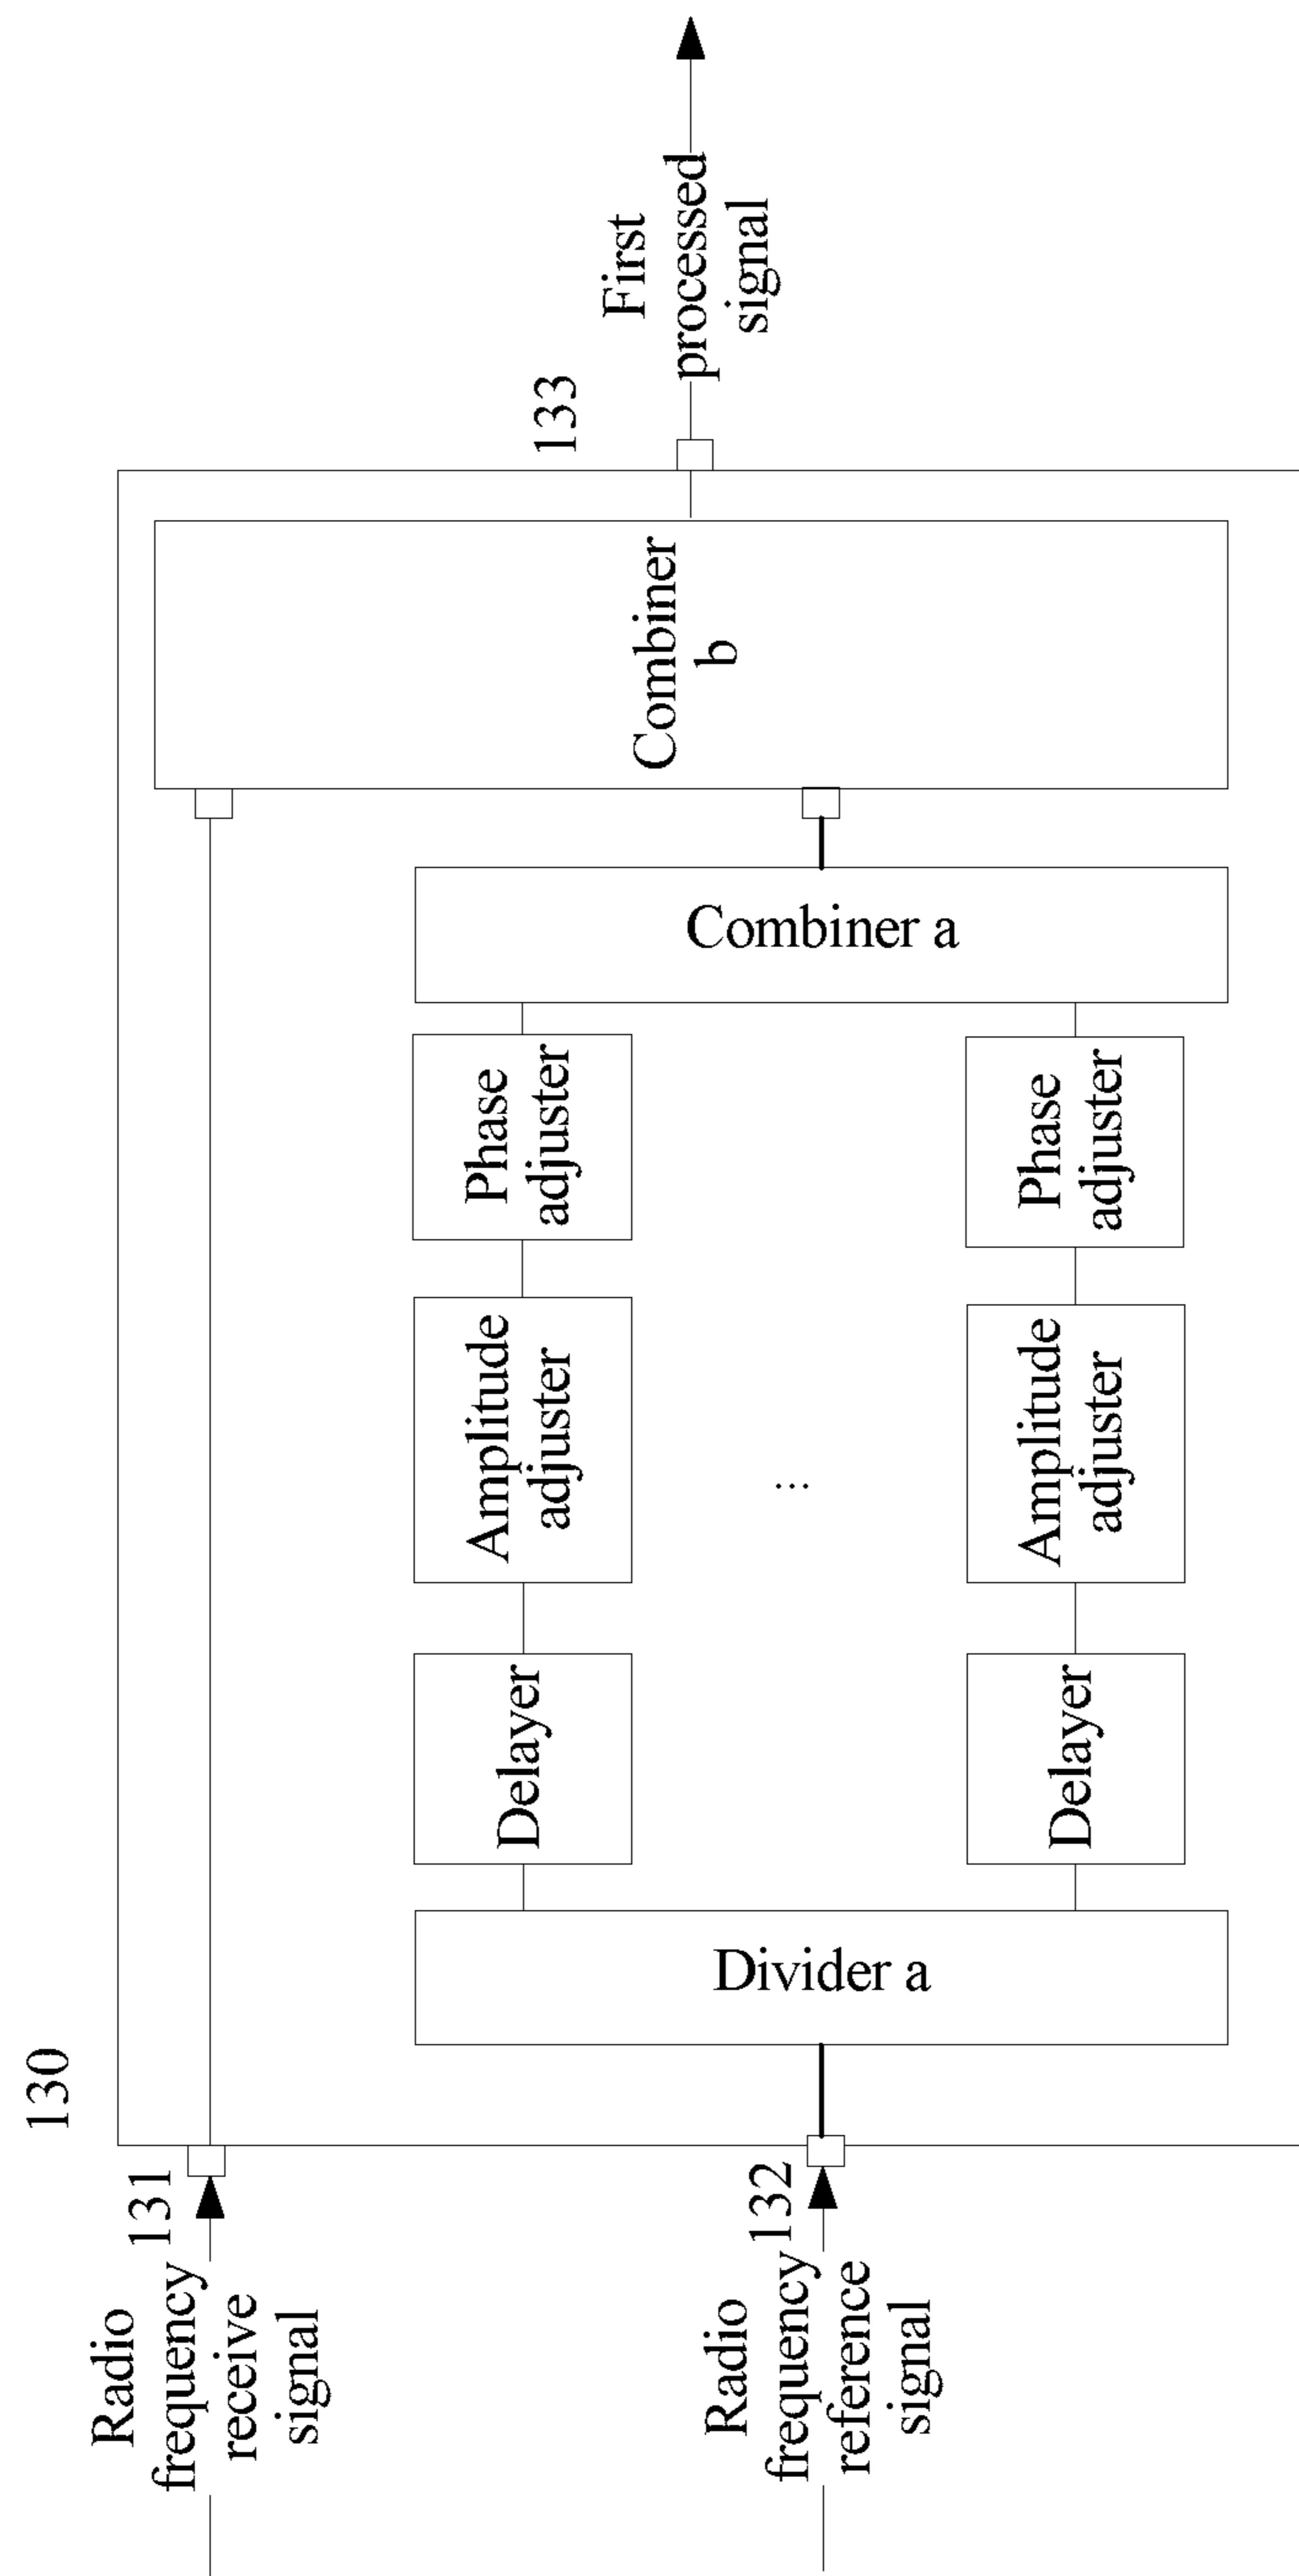 130
Radio
frequency
receive
signal
131
Radio
frequency
reference
signal
132
Divider a
Delayer
Amplitude
adjuster
Phase
adjuster
...
Delayer
Amplitude
adjuster
Phase
adjuster
Combiner a
Combiner
b
133
First
processed
signal